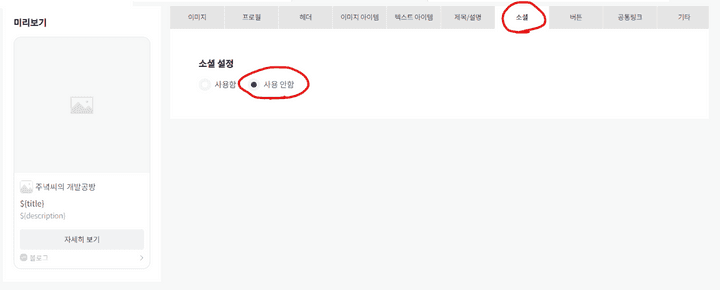 미리보기
이미지 프로필 헤더 이미지 아이템 텍스트 아이템 제목/설명 소셜 버튼 공통링크 기타
소셜 설정
사용함 사용 안함
주녁씨의 개발공방
${title}
${description}
자세히 보기
블로그